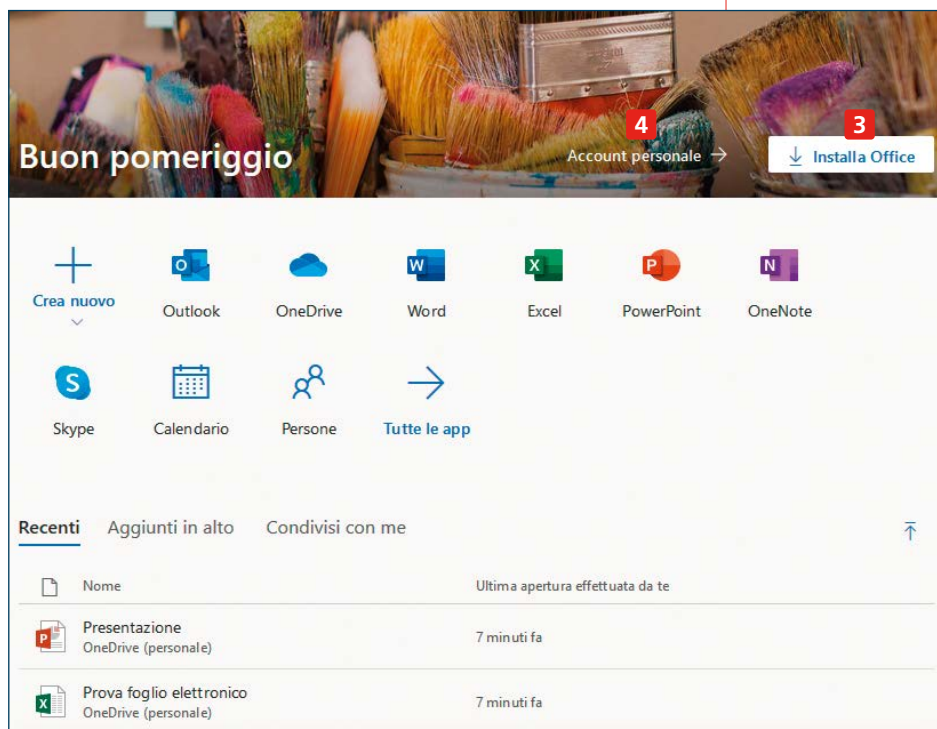 4
3
Buon pomeriggio
Account personale →
Installa Office
Crea nuovo
Outlook
OneDrive
Word
Excel
PowerPoint
OneNote
Skype
Calendario
Persone
Tutte le app
Recenti Aggiunti in alto Condivisi con me
Nome Ultima apertura effettuata da te
Presentazione
OneDrive (personale)
7 minuti fa
Prova foglio elettronico
OneDrive (personale)
7 minuti fa